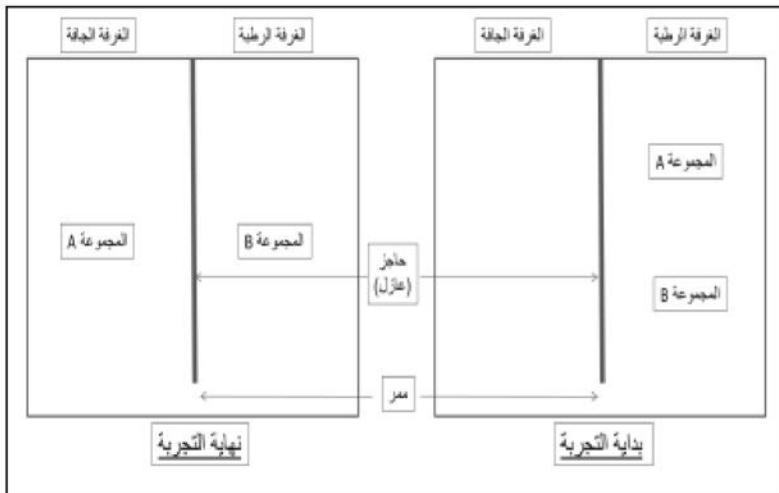 الغرفة الرطبة
الغرفة الجافة
الغرفة الرطبة
الغرفة الجافة
المجموعة A
المجموعة B
المجموعة B
المجموعة A
حاجز
(عازل)
ممر
بداية التجربة
نهاية التجربة